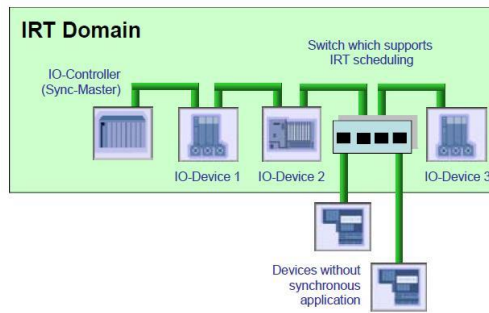 IRT Domain
Switch which supports
IRT scheduling
IO-Controller
(Sync-Master)
IO-Device 1
IO-Device 2
IO-Device 3
Devices without
synchronous
application